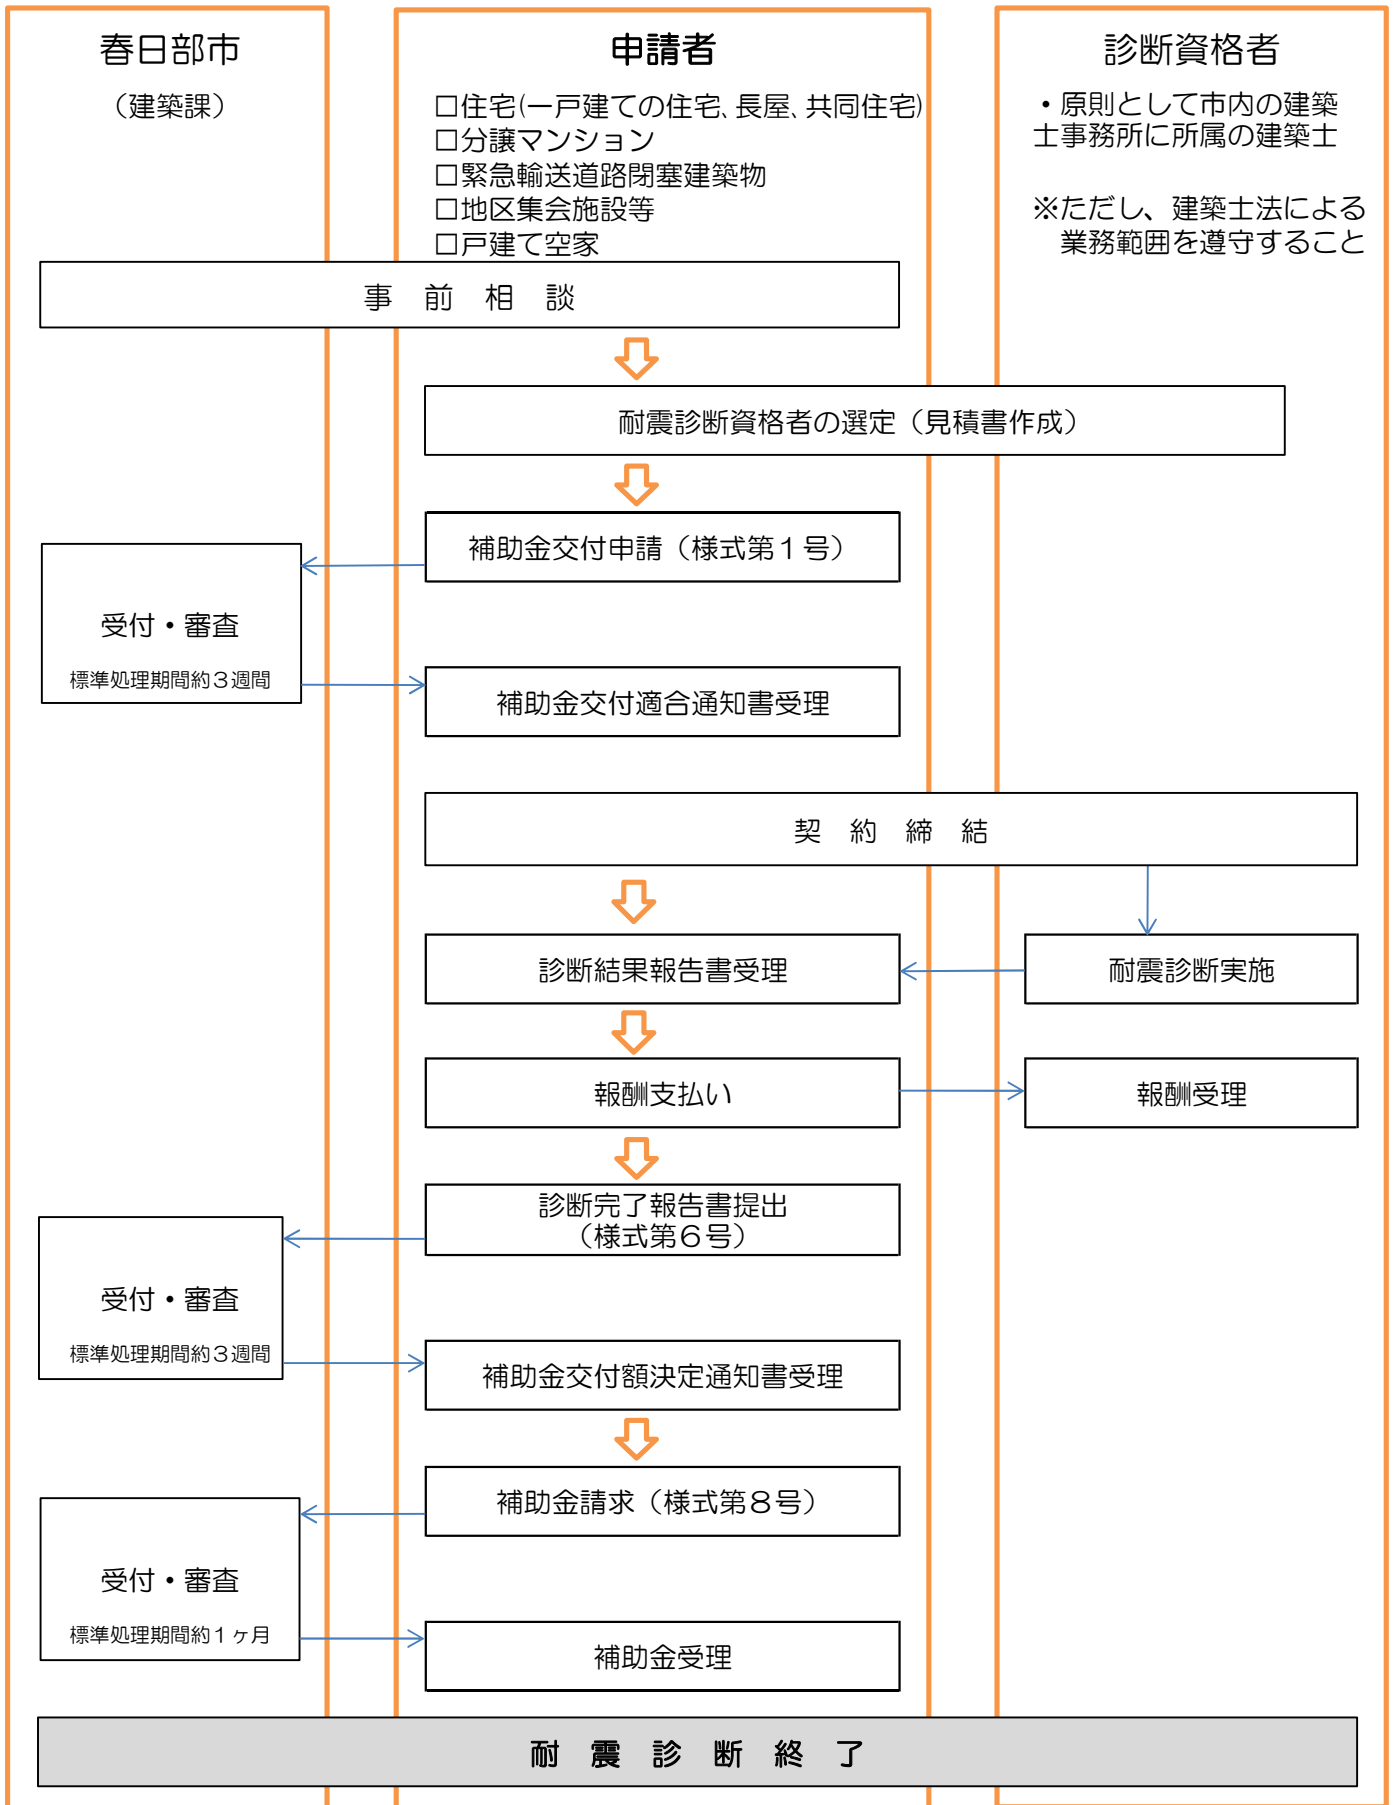 春日部市
（建築課）
申請者
□住宅(一戸建ての住宅、長屋、共同住宅)
□分譲マンション
□緊急輸送道路閉塞建築物
□地区集会施設等
□戸建て空家
診断資格者
・原則として市内の建築
士事務所に所属の建築士
※ただし、建築士法による
業務範囲を遵守すること
事　前　相　談
耐震診断資格者の選定（見積書作成）
補助金交付申請（様式第１号）
受付・審査
標準処理期間約３週間
補助金交付適合通知書受理
契　約　締　結
診断結果報告書受理
耐震診断実施
報酬支払い
報酬受理
診断完了報告書提出
（様式第６号）
受付・審査
標準処理期間約３週間
補助金交付額決定通知書受理
補助金請求（様式第８号）
受付・審査
標準処理期間約１ヶ月
補助金受理
耐　震　診　断　終　了